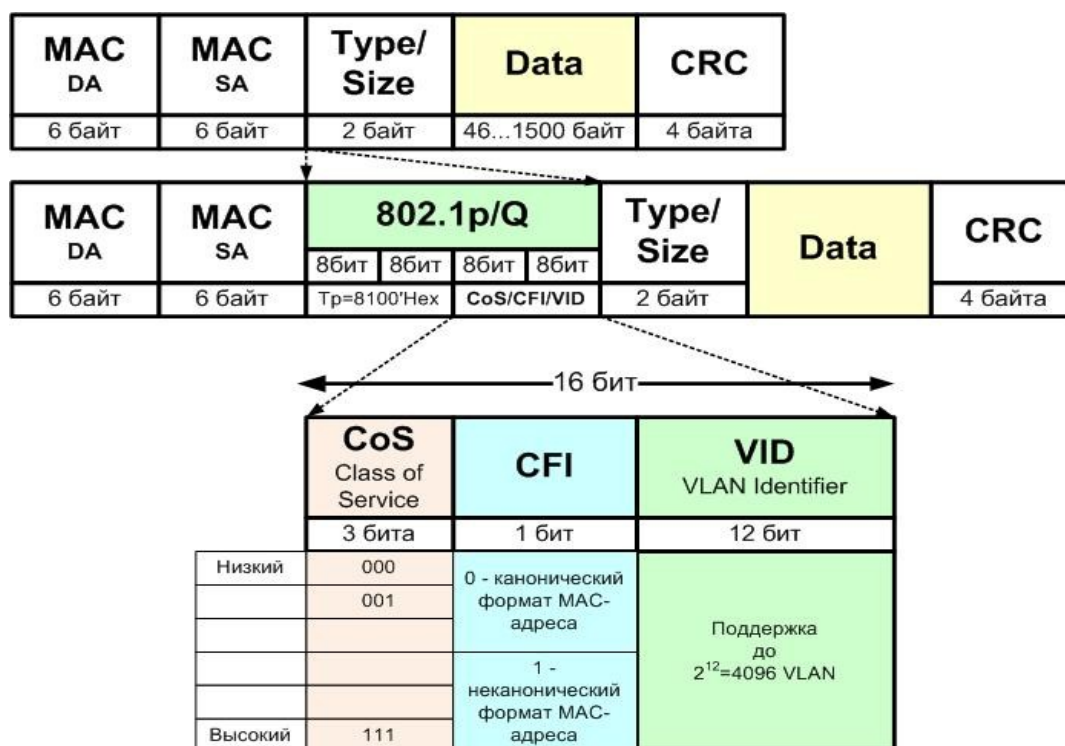 MAC DA
MAC SA
Type/ Size
Data
CRC
6 байт
6 байт
2 байт
46...1500 байт
4 байта
MAC DA
MAC SA
802.1p/Q
8бит 8бит 8бит 8бит
Type/ Size
Data
CRC
6 байт
6 байт
Tp=8100'Hex
CoS/CFI/VID
2 байт
4 байта
16 бит
CoS
Class of
Service
CFI
VID
VLAN Identifier
3 бита
1 бит
12 бит
Низкий
000
001
Высокий
111
0 - канонический
формат MAC-
адреса
1 -
неканонический
формат MAC-
адреса
Поддержка
до
2¹²=4096 VLAN